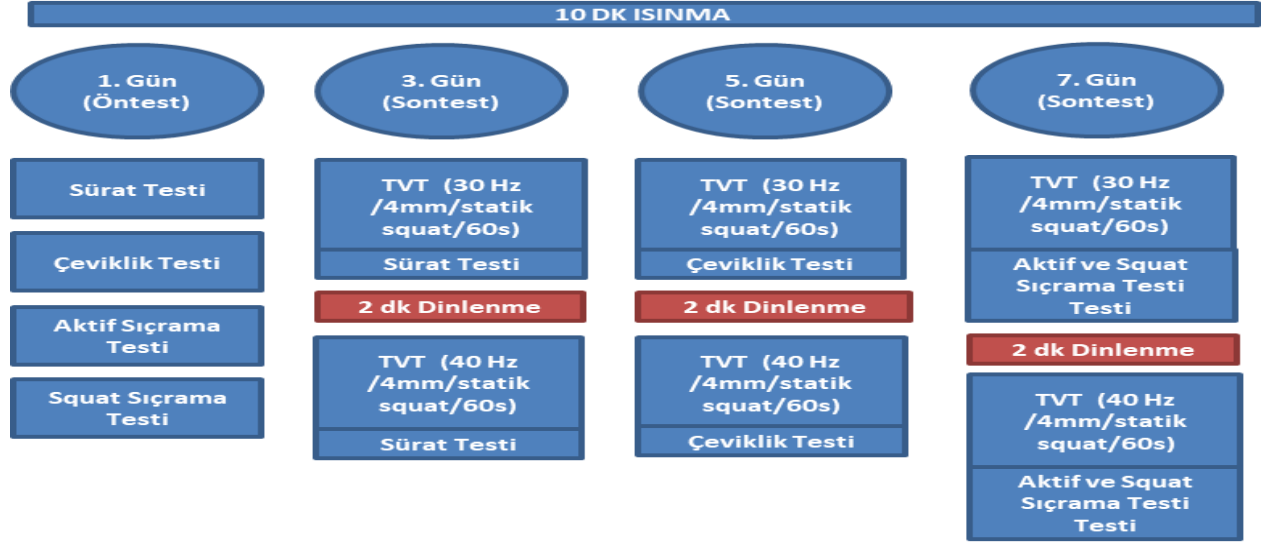 10 DK ISINMA
1. Gün
(Öntest)
Sürat Testi
Çeviklik Testi
Aktif Sıçrama
Testi
Squat Sıçrama
Testi
3. Gün
(Sontest)
TVT (30 Hz
/4mm/statik
squat/60s)
Sürat Testi
2 dk Dinlenme
TVT (40 Hz
/4mm/statik
squat/60s)
Sürat Testi
5. Gün
(Sontest)
TVT (30 Hz
/4mm/statik
squat/60s)
Çeviklik Testi
2 dk Dinlenme
TVT (40 Hz
/4mm/statik
squat/60s)
Çeviklik Testi
7. Gün
(Sontest)
TVT (30 Hz
/4mm/statik
squat/60s)
Aktif ve Squat
Sıçrama Testi
Testi
2 dk Dinlenme
TVT (40 Hz
/4mm/statik
squat/60s)
Aktif ve Squat
Sıçrama Testi
Testi